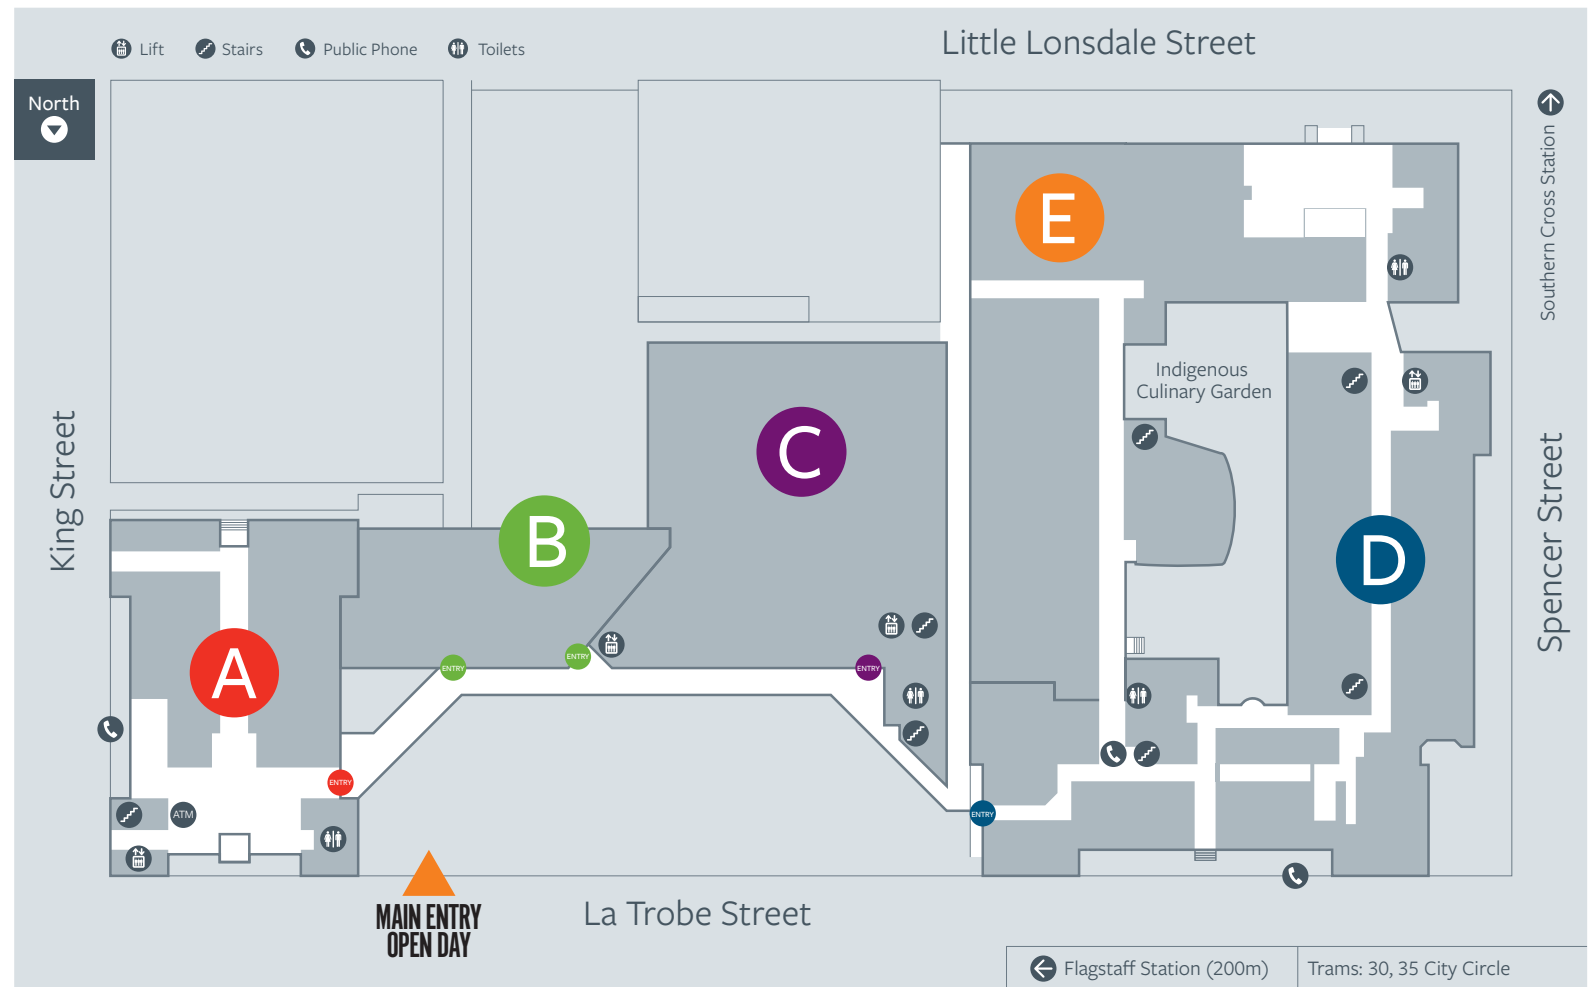 Lift
Stairs
Public Phone
Toilets
Little Lonsdale Street
North
Southern Cross Station
E
Indigenous
Culinary Garden
King Street
C
B
D
Spencer Street
A
ENTRY
ENTRY
ENTRY
ENTRY
ENTRY
ATM
MAIN ENTRY
OPEN DAY
La Trobe Street
Flagstaff Station (200m)
Trams: 30, 35 City Circle